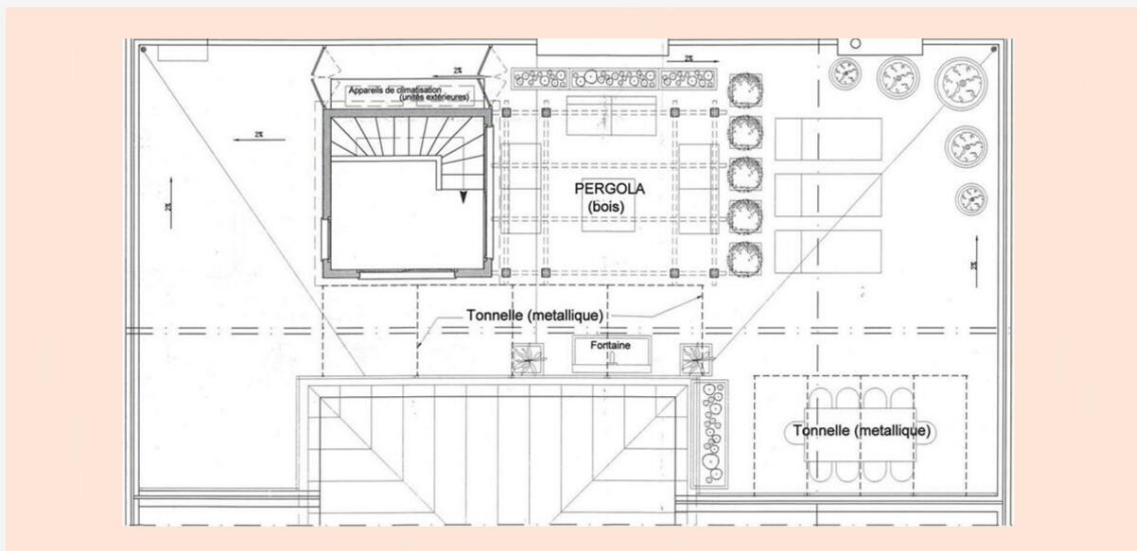 2%
2%
Appareils de climatisation
(unités extérieures)
2%
2%
PERGOLA
(bois)
2%
Tonnelle (metallique)
Fontaine
Tonnelle (metallique)